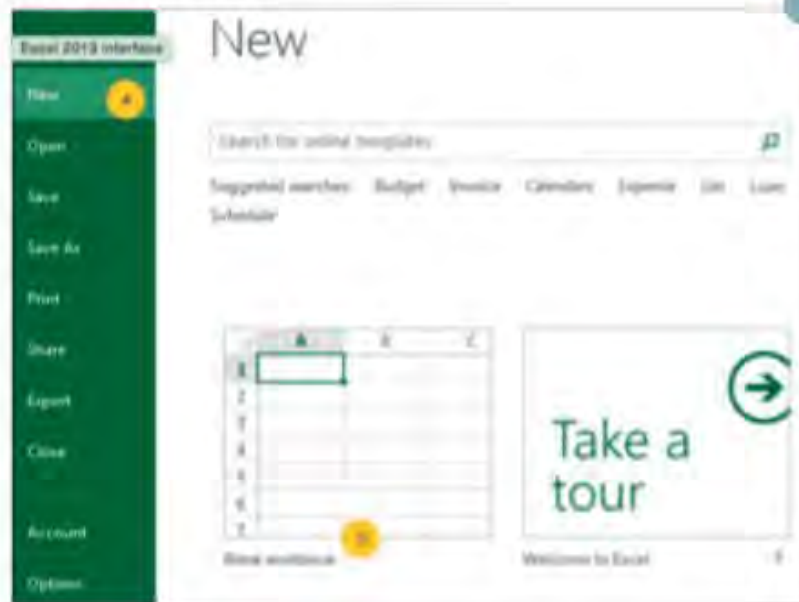 Excel 2013 interface
New
New
Open
Save
Save As
Print
Share
Export
Close
Account
Options
Search for online templates
Suggested searches: Budget Invoice Calendars Expense List Loan
Schedule
A B C
1
2
3
4
5
6
7
Take a
tour
Blank workbook
Welcome to Excel